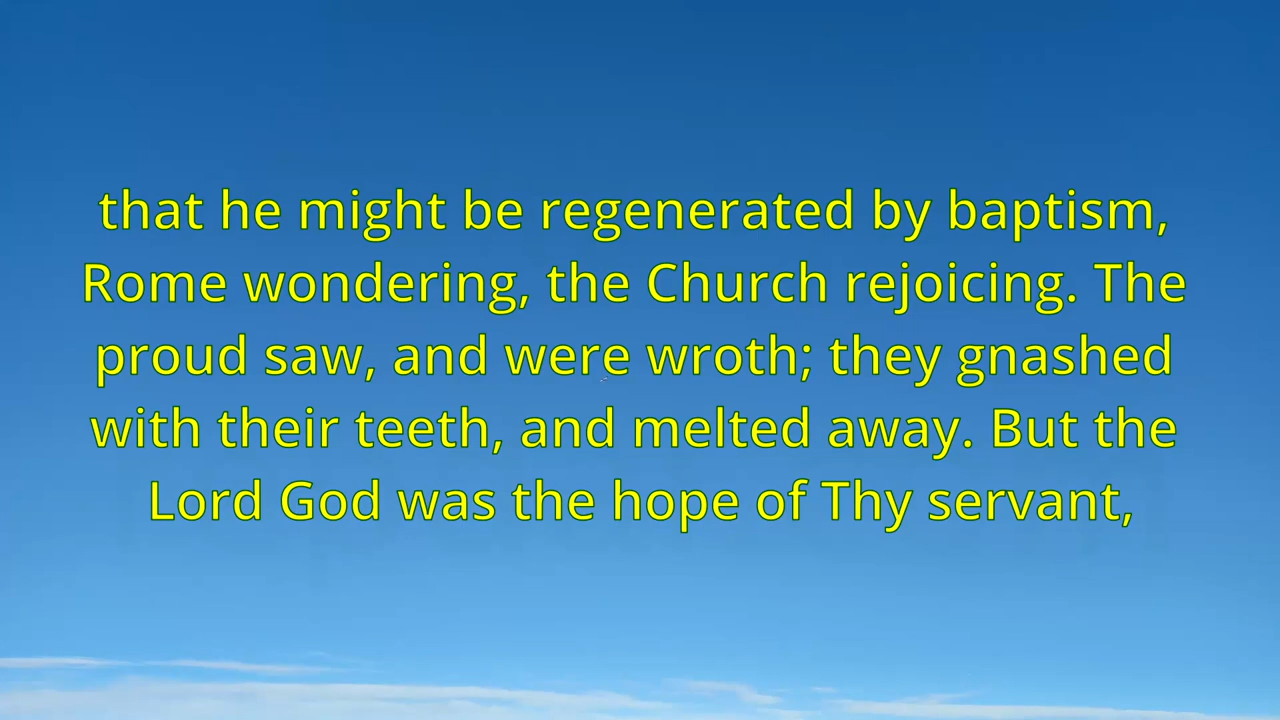 that he might be regenerated by baptism,
Rome wondering, the Church rejoicing. The
proud saw, and were wroth; they gnashed
with their teeth, and melted away. But the
Lord God was the hope of Thy servant,